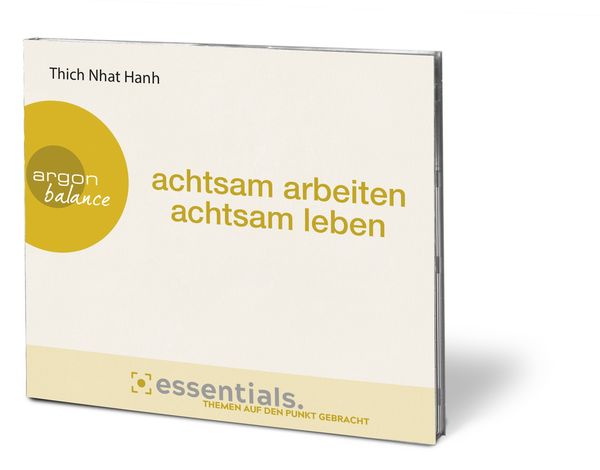 Thich Nhat Hanh
argon
balance
achtsam arbeiten
achtsam leben
essentials.
THEMEN AUF DEN PUNKT GEBRACHT